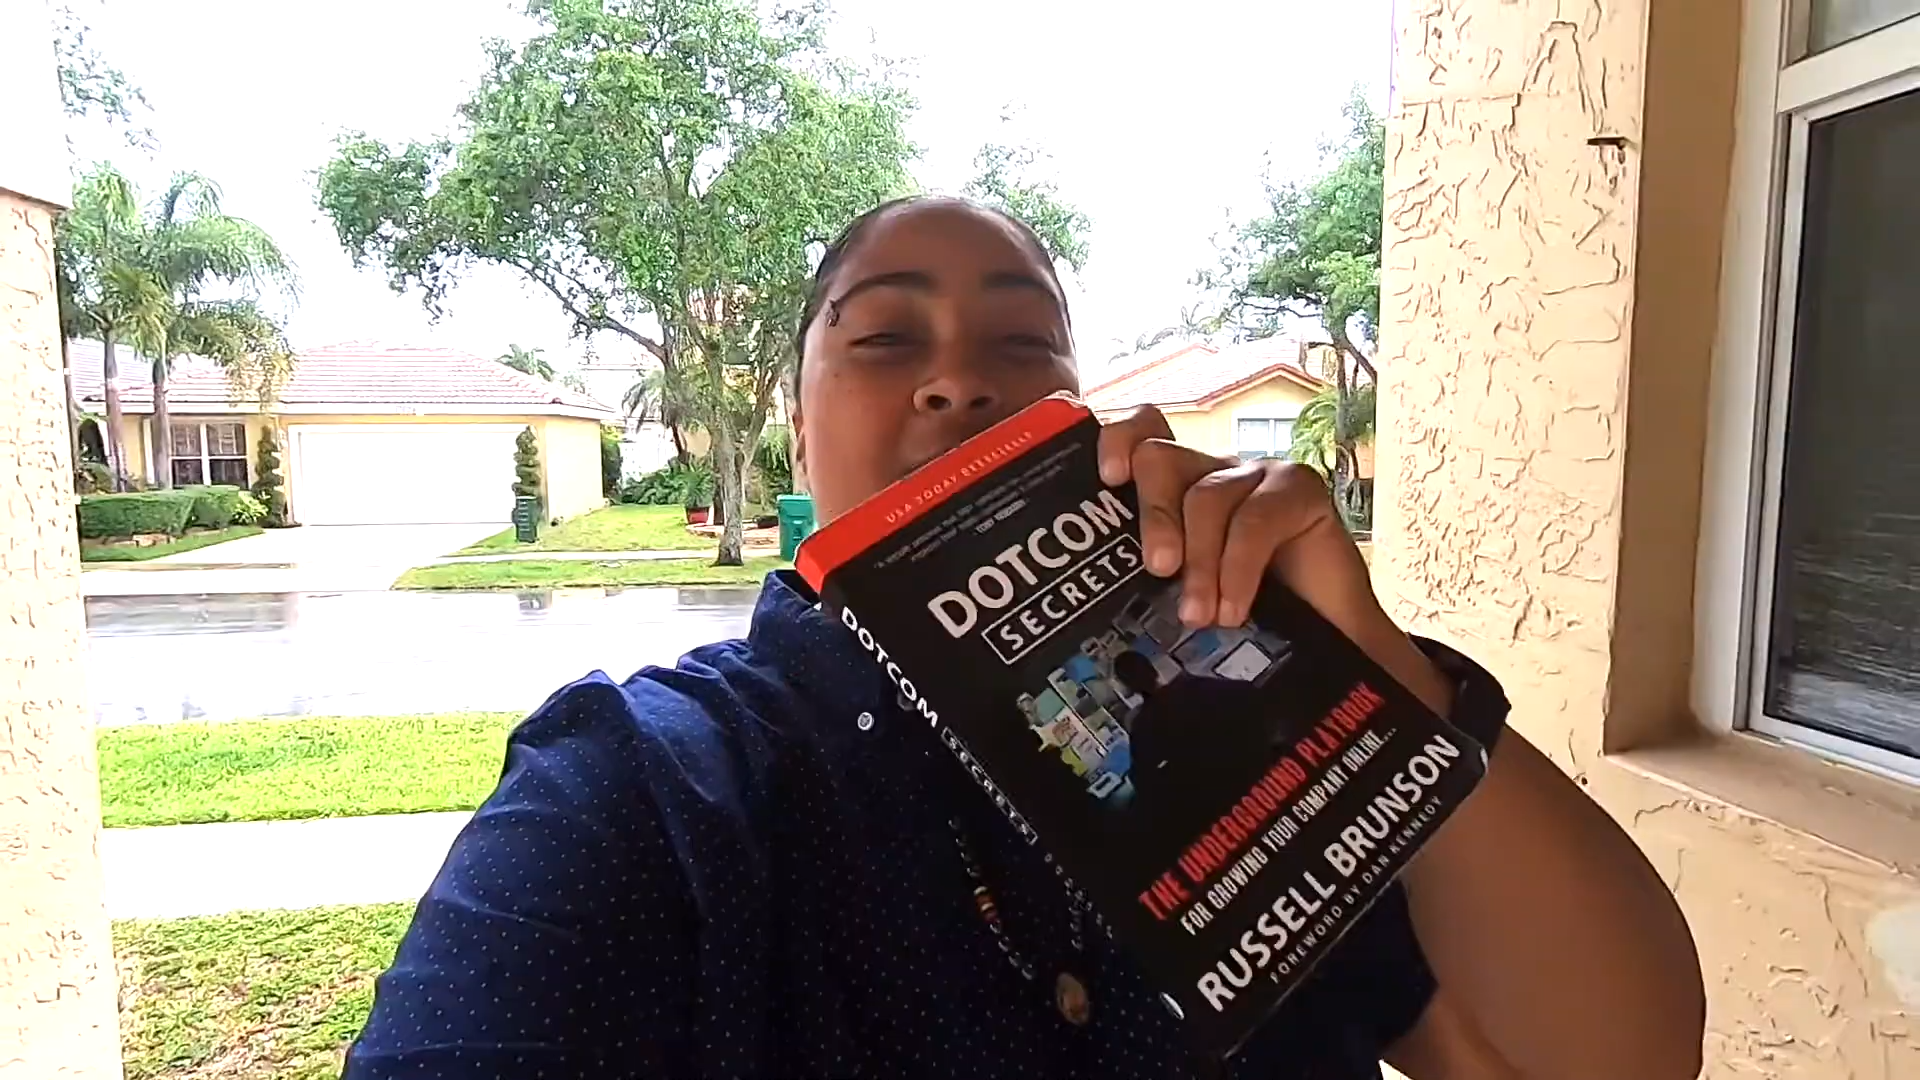 USA TODAY BESTSELLER
DOTCOM
SECRETS
THE UNDERGROUND PLAYBOOK
FOR GROWING YOUR COMPANY ONLINE...
RUSSELL BRUNSON
FOREWORD BY DAN KENNEDY
DOTCOM
SECRETS